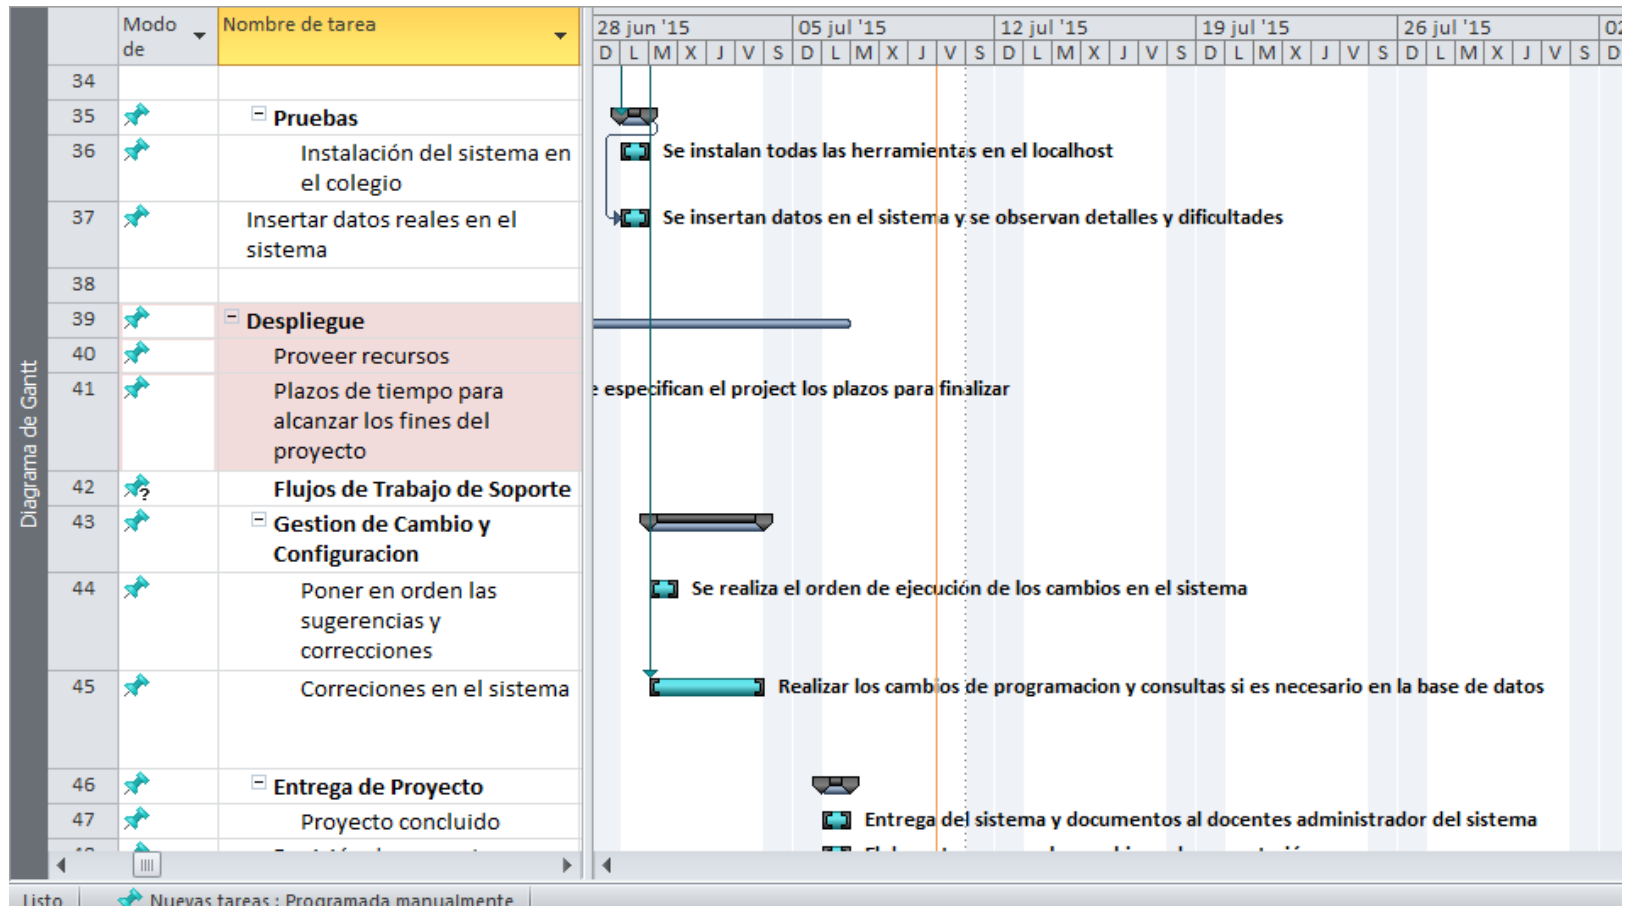 Modo de
Nombre de tarea
28 jun '15
05 jul '15
12 jul '15
19 jul '15
26 jul '15
02
D L M X J V S D L M X J V S D L M X J V S D L M X J V S D L M X J V S D
34
35
Pruebas
36
Instalación del sistema en
el colegio
Se instalan todas las herramientas en el localhost
37
Insertar datos reales en el
sistema
Se insertan datos en el sistema y se observan detalles y dificultades
38
39
Despliegue
40
Proveer recursos
41
Plazos de tiempo para
alcanzar los fines del
proyecto
especifican el project los plazos para finalizar
42
Flujos de Trabajo de Soporte
43
Gestion de Cambio y
Configuracion
44
Poner en orden las
sugerencias y
correcciones
Se realiza el orden de ejecución de los cambios en el sistema
45
Correciones en el sistema
Realizar los cambios de programacion y consultas si es necesario en la base de datos
46
Entrega de Proyecto
47
Proyecto concluido
Entrega del sistema y documentos al docentes administrador del sistema
Diagrama de Gantt
Listo
Nuevas tareas : Programada manualmente